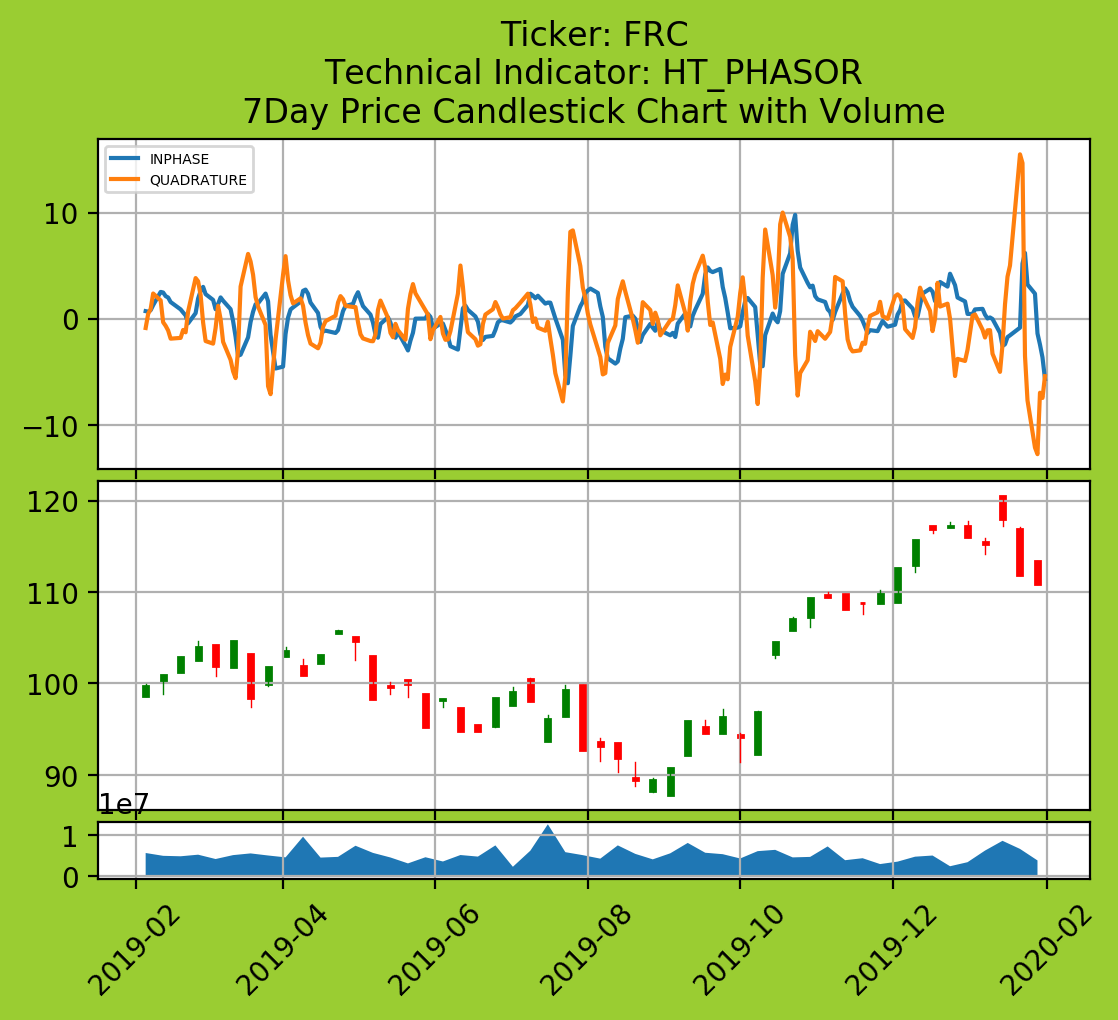 Ticker: FRC
Technical Indicator: HT_PHASOR
7Day Price Candlestick Chart with Volume
INPHASE
QUADRATURE
10
0
−10
120
110
100
90
1e7
1
0
2019-02
2019-04
2019-06
2019-08
2019-10
2019-12
2020-02